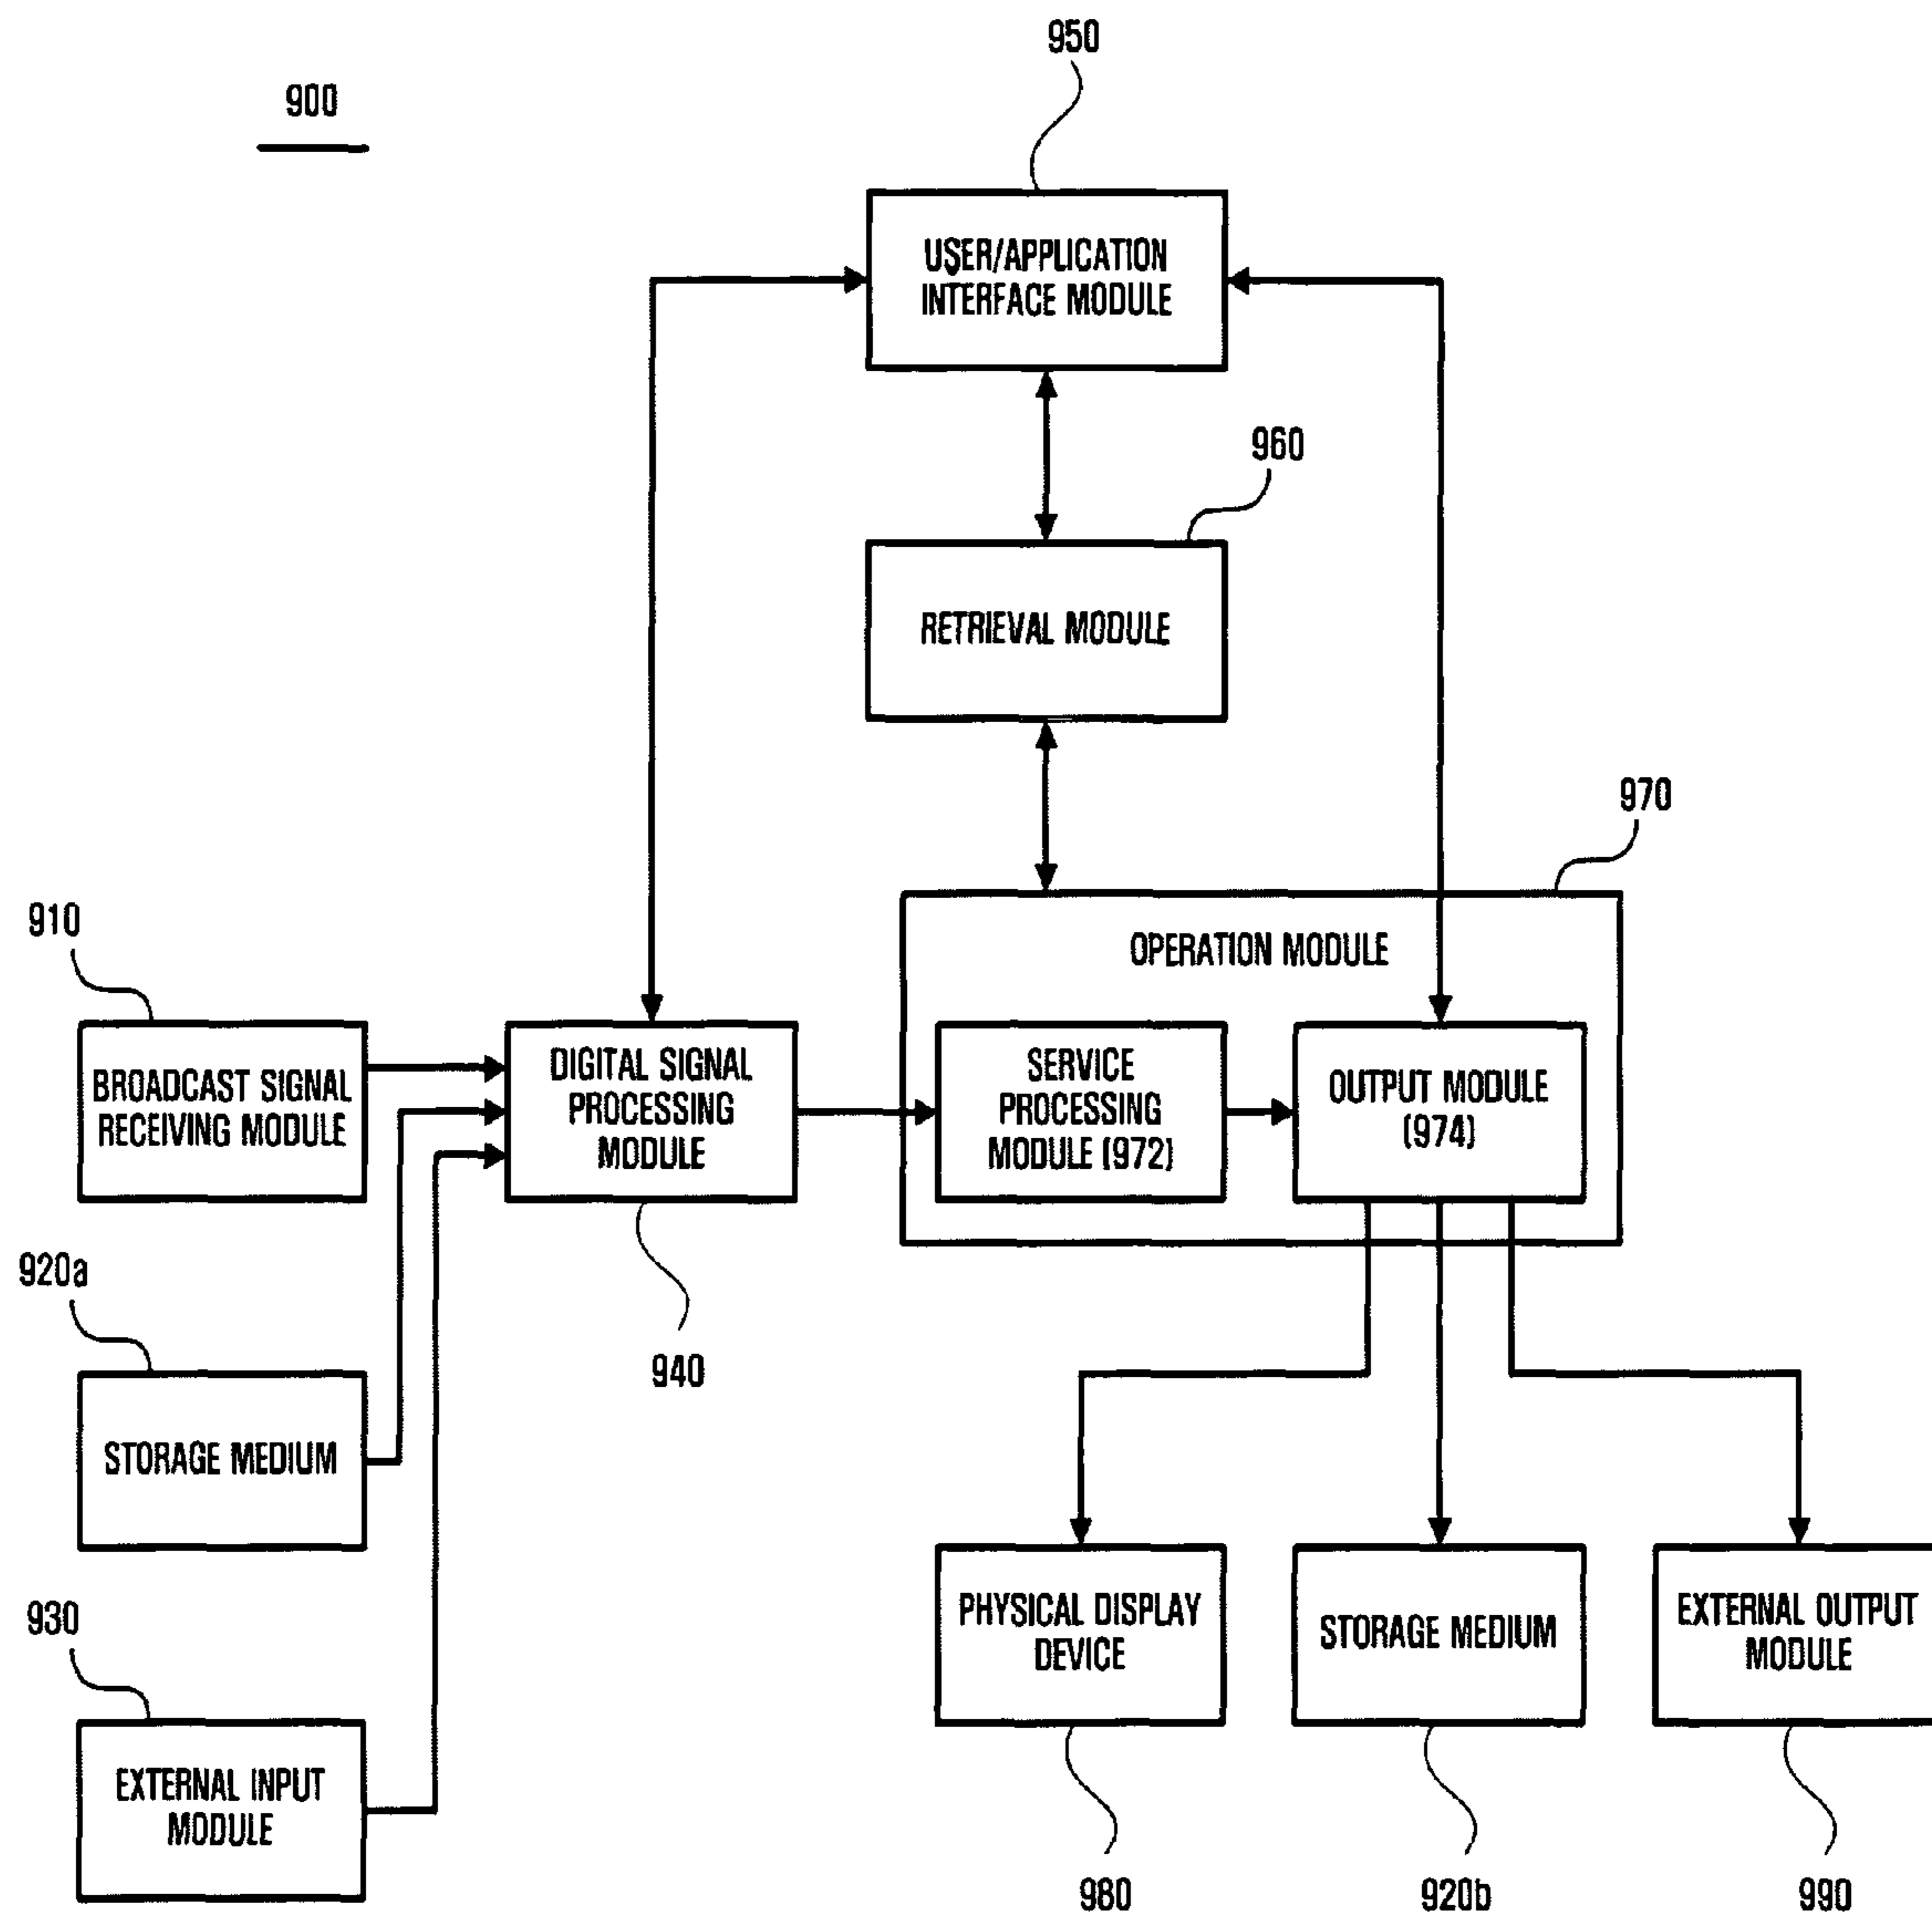 950
900
USER/APPLICATION
INTERFACE MODULE
960
RETRIEVAL MODULE
970
OPERATION MODULE
910
BROADCAST SIGNAL
RECEIVING MODULE
DIGITAL SIGNAL
PROCESSING
MODULE
SERVICE
PROCESSING
MODULE (972)
OUTPUT MODULE
(974)
920a
940
STORAGE MEDIUM
930
EXTERNAL INPUT
MODULE
PHYSICAL DISPLAY
DEVICE
STORAGE MEDIUM
EXTERNAL OUTPUT
MODULE
980
920b
990